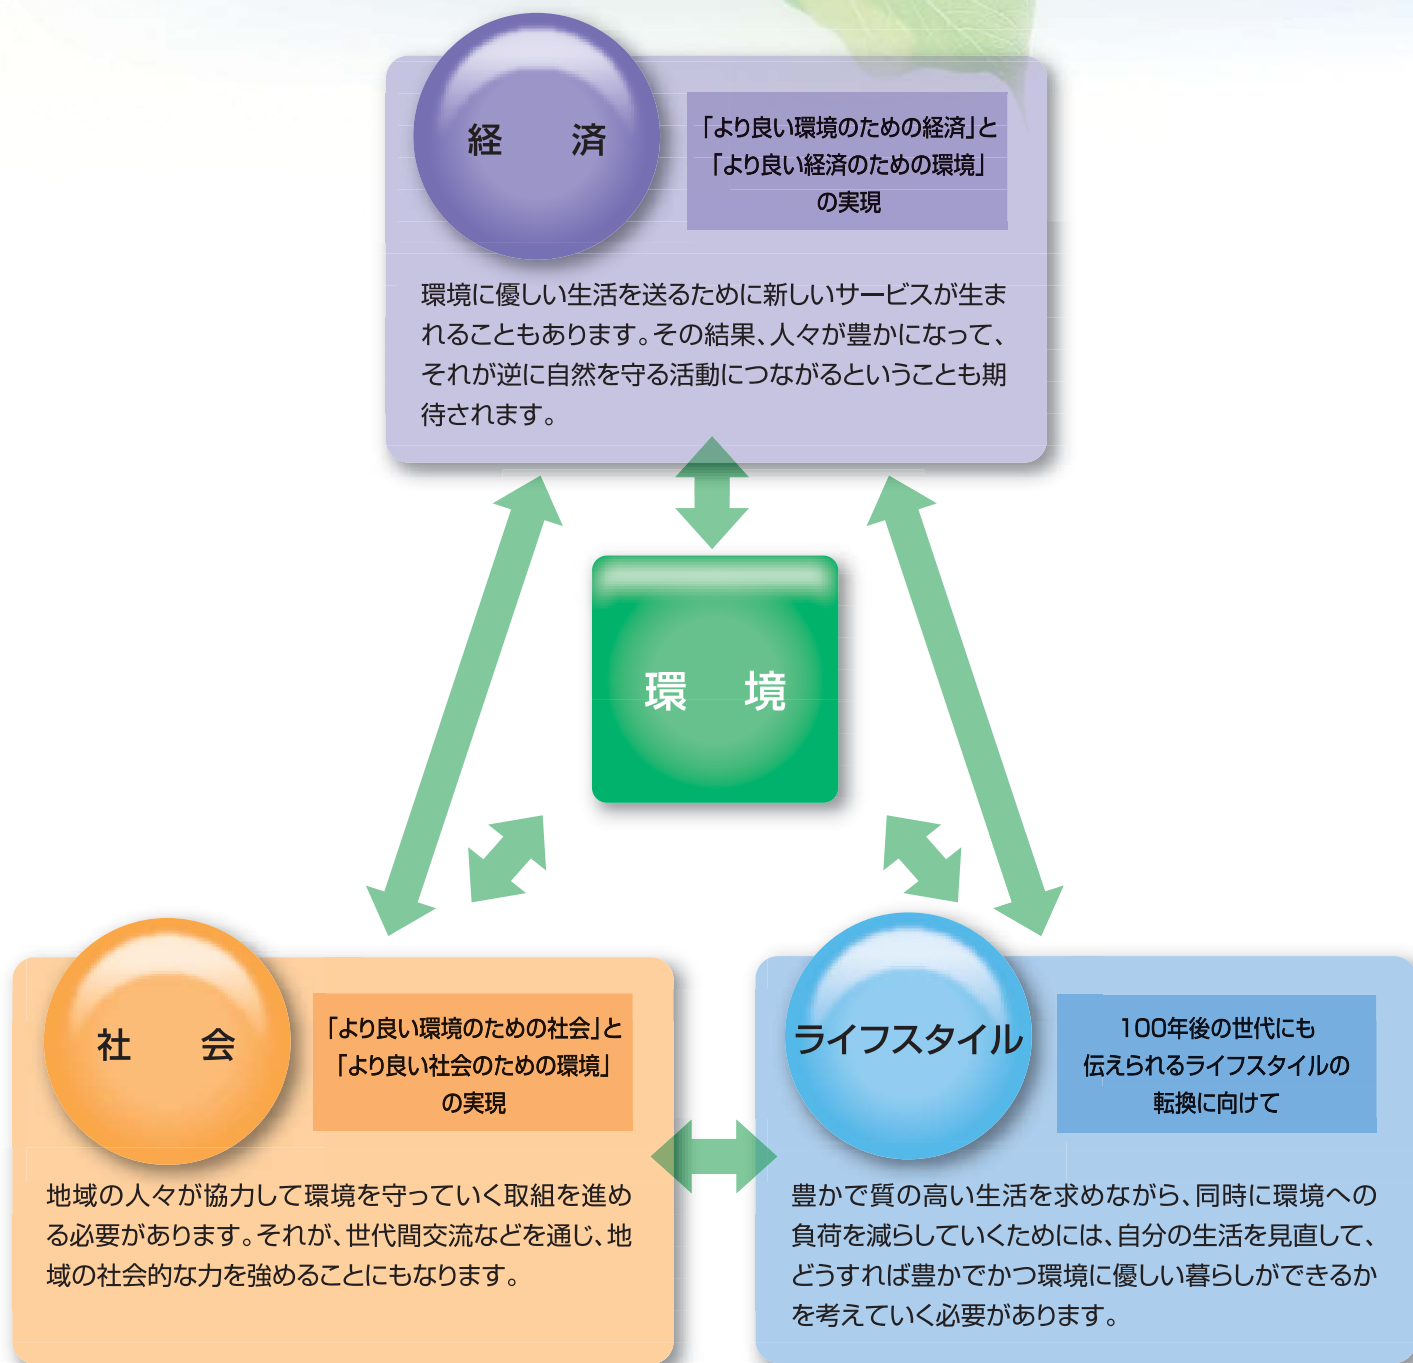 経 済
「より良い環境のための経済」と
「より良い経済のための環境」
の実現
環境に優しい生活を送るために新しいサービスが生ま
れることもあります。その結果、人々が豊かになって、
それが逆に自然を守る活動につながるということも期
待されます。
環 境
社 会
「より良い環境のための社会」と
「より良い社会のための環境」
の実現
地域の人々が協力して環境を守っていく取組を進め
る必要があります。それが、世代間交流などを通じ、地
域の社会的な力を強めることにもなります。
ライフスタイル
100年後の世代にも
伝えられるライフスタイルの
転換に向けて
豊かで質の高い生活を求めながら、同時に環境への
負荷を減らしていくためには、自分の生活を見直して、
どうすれば豊かでかつ環境に優しい暮らしができるか
を考えていく必要があります。